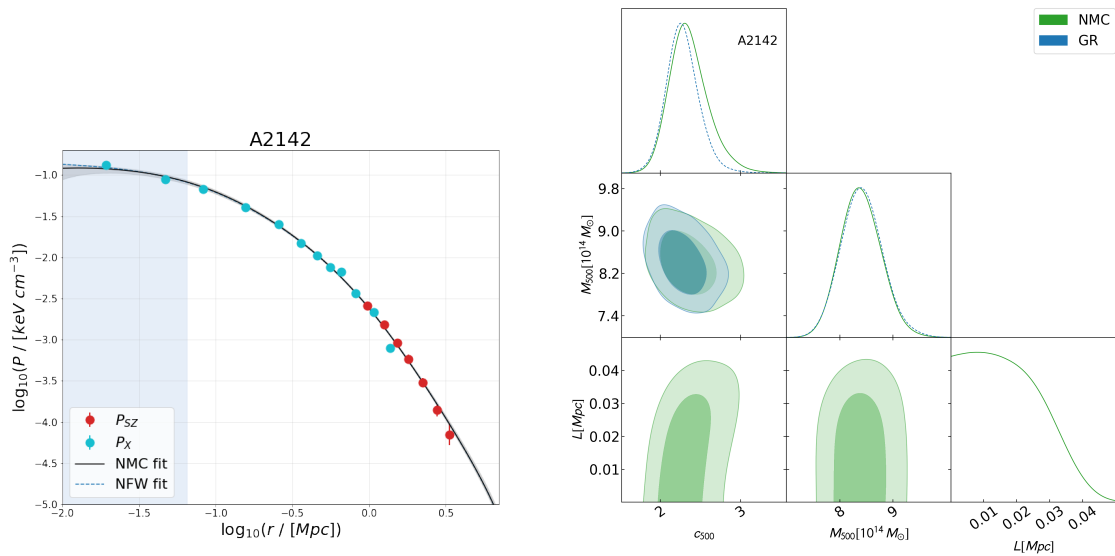 A2142
log10(P / [keV cm−3])
−1.0
−1.5
−2.0
−2.5
−3.0
−3.5
−4.0
−4.5
−5.0
PSZ
PX
NMC fit
NFW fit
−2.0 −1.5 −1.0 −0.5 0.0 0.5
log10(r / [Mpc])
NMC
GR
A2142
M500[10^14 M⊙]
9.8
9.0
8.2
7.4
L[Mpc]
0.04
0.03
0.02
0.01
2 3
c500
8 9
M500[10^14 M⊙]
0.01 0.02 0.03 0.04
L[Mpc]